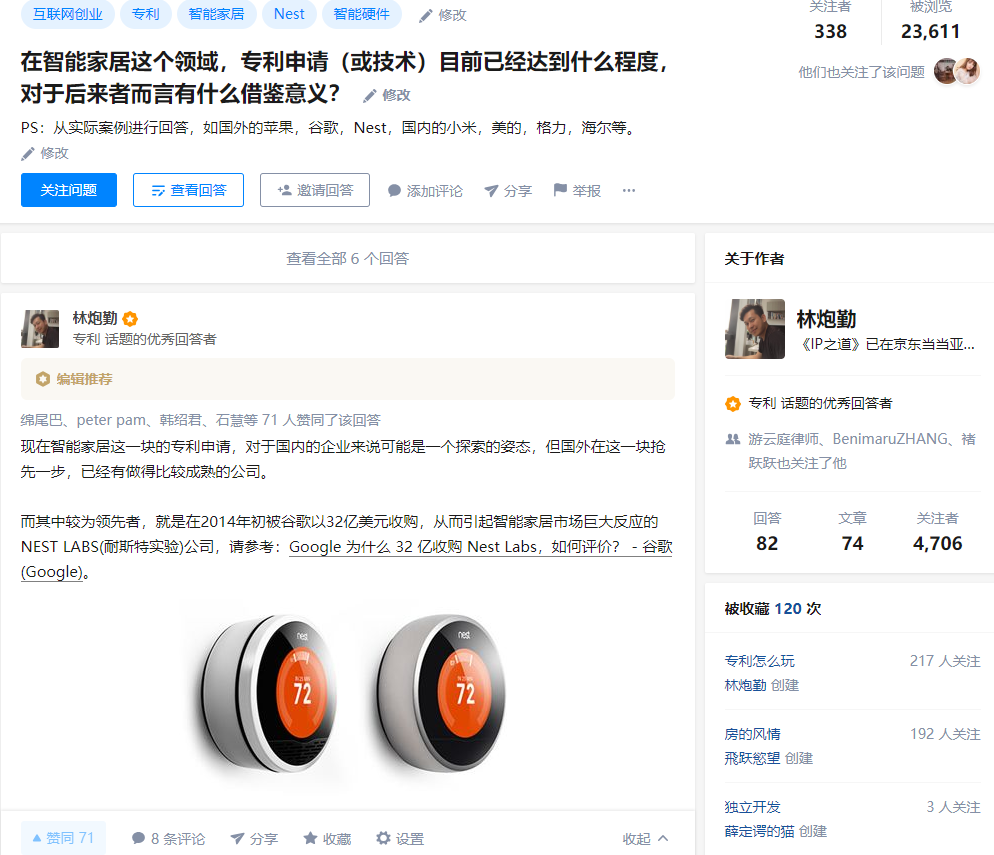 互联网创业 专利 智能家居 Nest 智能硬件 修改
关注者 被浏览
338 23,611
他们也关注了该问题
在智能家居这个领域，专利申请（或技术）目前已经达到什么程度，
对于后来者而言有什么借鉴意义？ 修改
PS：从实际案例进行回答，如国外的苹果，谷歌，Nest，国内的小米，美的，格力，海尔等。
修改
关注问题 查看回答 邀请回答 添加评论 分享 举报 ···
查看全部 6 个回答
林炮勤
专利 话题的优秀回答者
编辑推荐
绵尾巴、peter pam、韩绍君、石慧等 71 人赞同了该回答
现在智能家居这一块的专利申请，对于国内的企业来说可能是一个探索的姿态，但国外在这一块抢
先一步，已经有做得比较成熟的公司。
而其中较为领先者，就是在2014年初被谷歌以32亿美元收购，从而引起智能家居市场巨大反应的
NEST LABS(耐斯特实验)公司，请参考：Google 为什么 32 亿收购 Nest Labs，如何评价？ - 谷歌
(Google)。
nest nest
72 72
赞同 71 8 条评论 分享 收藏 设置 收起
关于作者
林炮勤
《IP之道》已在京东当当亚...
专利 话题的优秀回答者
游云庭律师、BenimaruZHANG、褚
跃跃也关注了他
回答 文章 关注者
82 74 4,706
被收藏 120 次
专利怎么玩 217 人关注
林炮勤 创建
房的风情 192 人关注
飛跃慾望 创建
独立开发 3 人关注
薛定谔的猫 创建